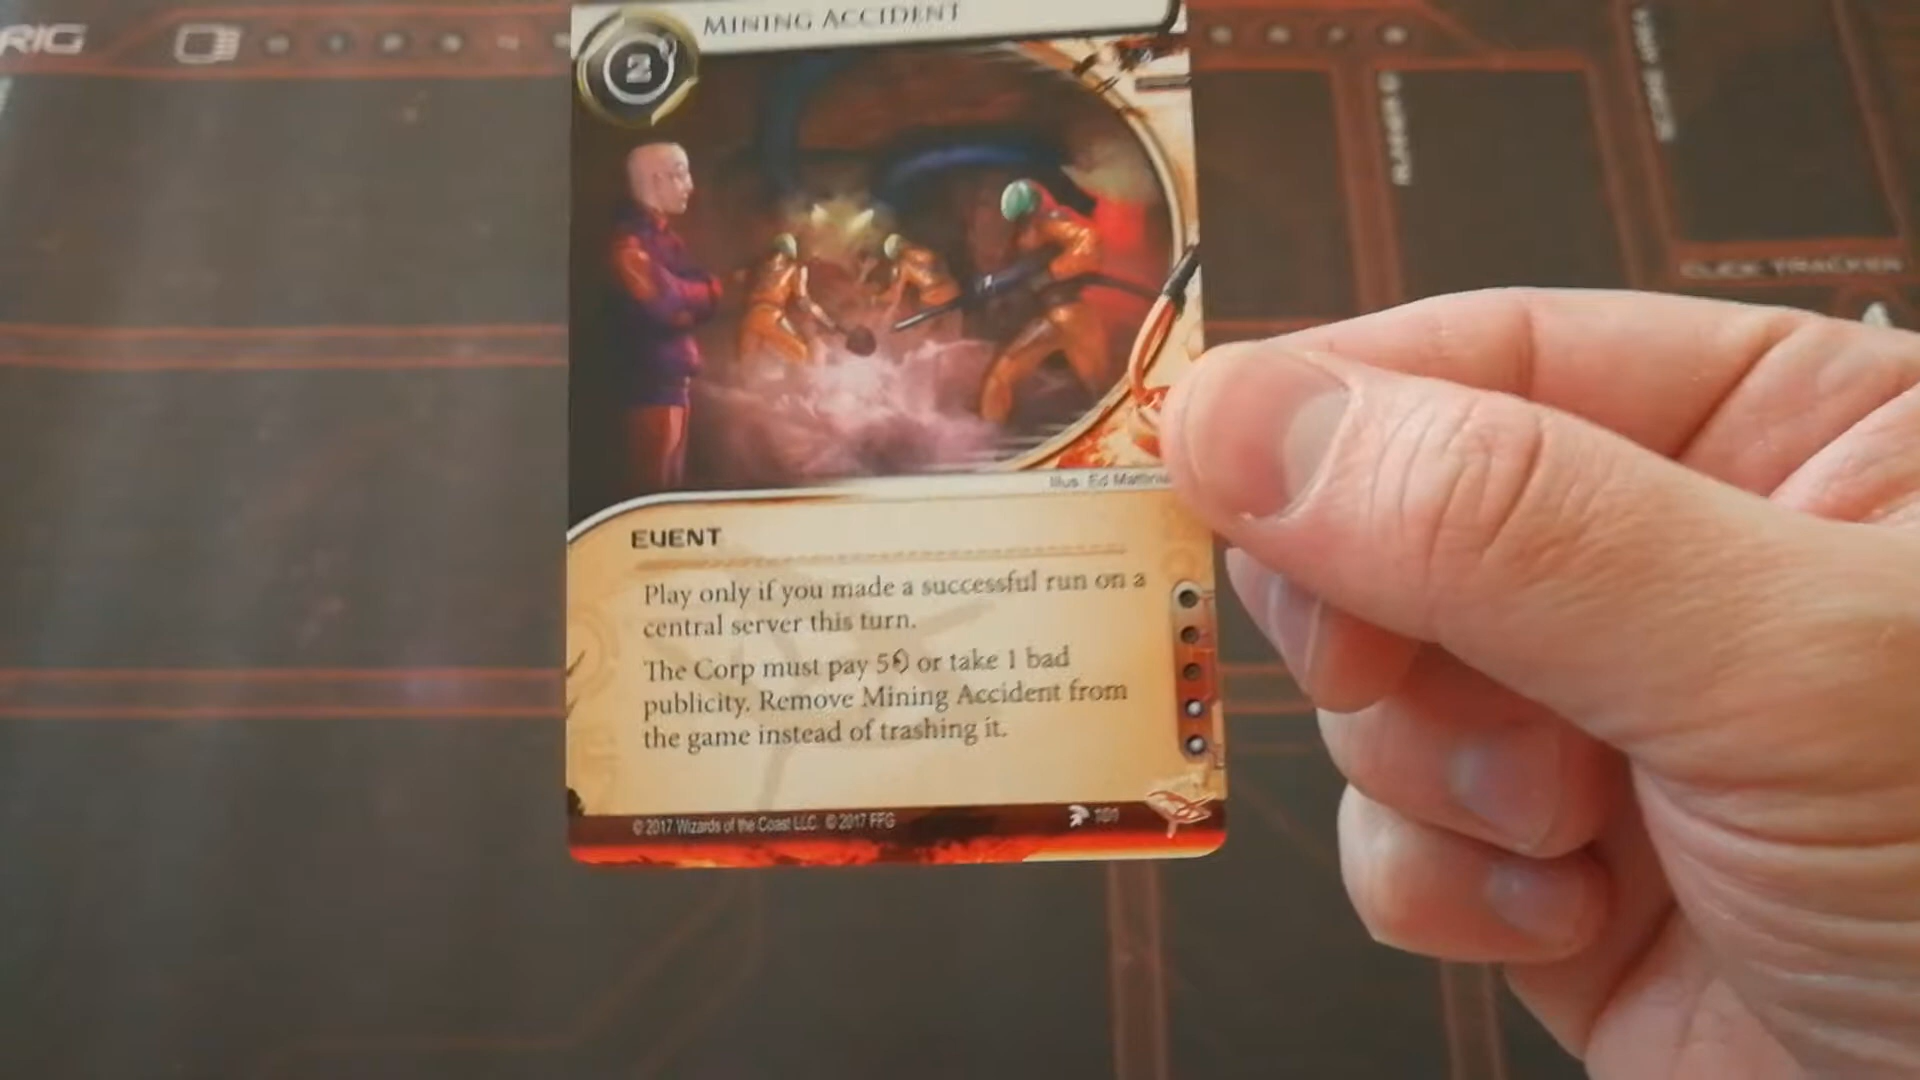 RIG
MINING ACCIDENT
2
Illus. Ed Mattinia
EVENT
Play only if you made a successful run on a
central server this turn.
The Corp must pay 5 or take 1 bad
publicity. Remove Mining Accident from
the game instead of trashing it.
© 2017 Wizards of the Coast LLC. © 2017 FFG
CLICK TRACKER